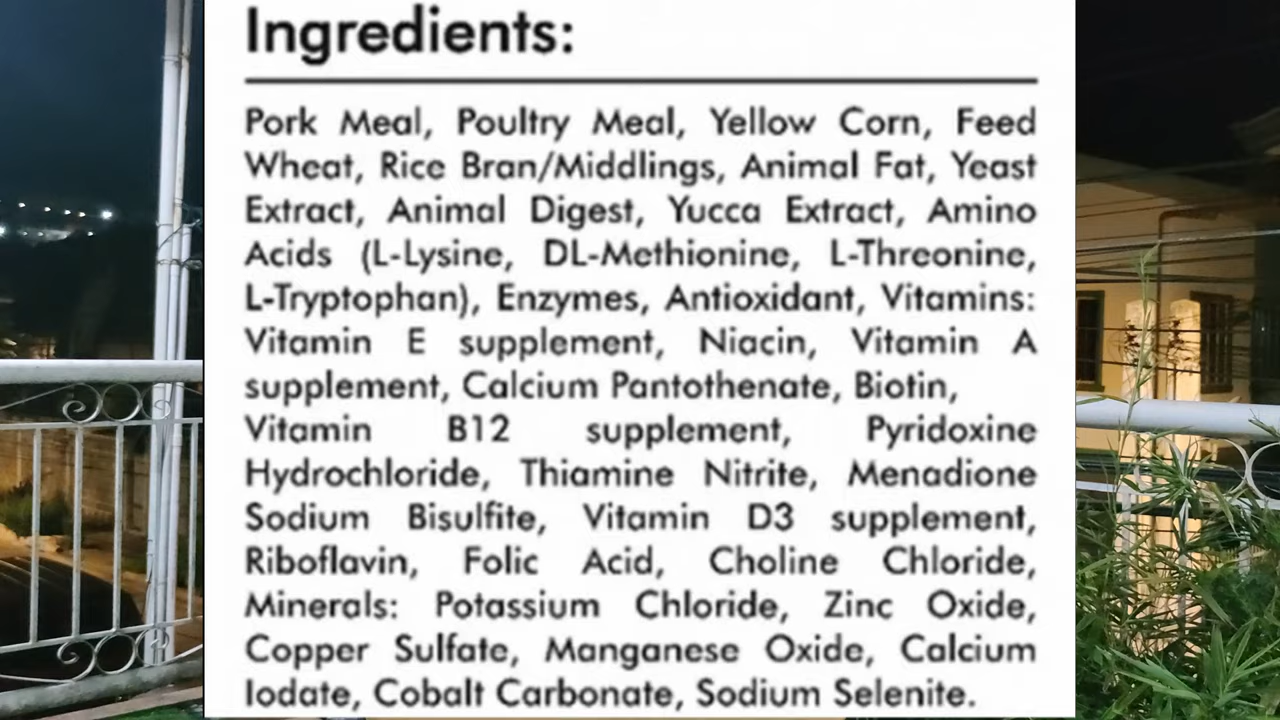 Ingredients:
Pork Meal, Poultry Meal, Yellow Corn, Feed
Wheat, Rice Bran/Middlings, Animal Fat, Yeast
Extract, Animal Digest, Yucca Extract, Amino
Acids (L-Lysine, DL-Methionine, L-Threonine,
L-Tryptophan), Enzymes, Antioxidant, Vitamins:
Vitamin E supplement, Niacin, Vitamin A
supplement, Calcium Pantothenate, Biotin,
Vitamin B12 supplement, Pyridoxine
Hydrochloride, Thiamine Nitrite, Menadione
Sodium Bisulfite, Vitamin D3 supplement,
Riboflavin, Folic Acid, Choline Chloride,
Minerals: Potassium Chloride, Zinc Oxide,
Copper Sulfate, Manganese Oxide, Calcium
Iodate, Cobalt Carbonate, Sodium Selenite.